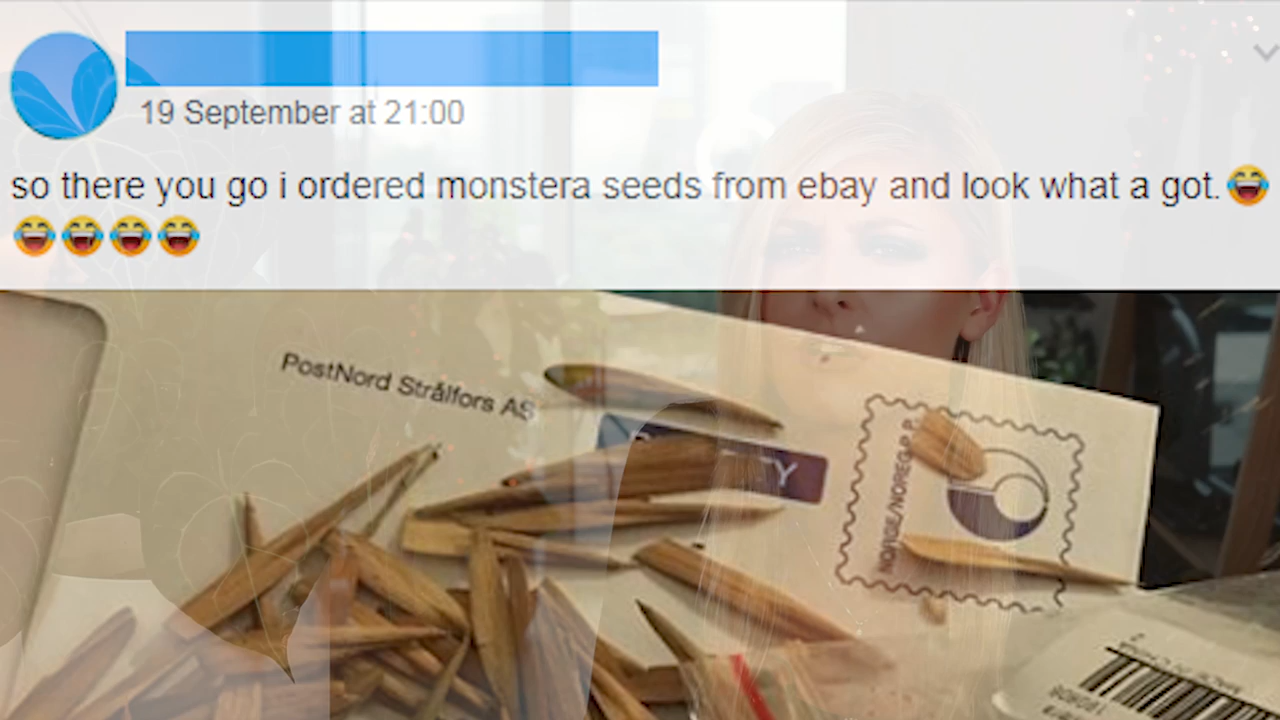 19 September at 21:00
so there you go i ordered monstera seeds from ebay and look what a got.😂
😂😂😂😂
PostNord Strålfors AS
NORGE/NOREG P.P.